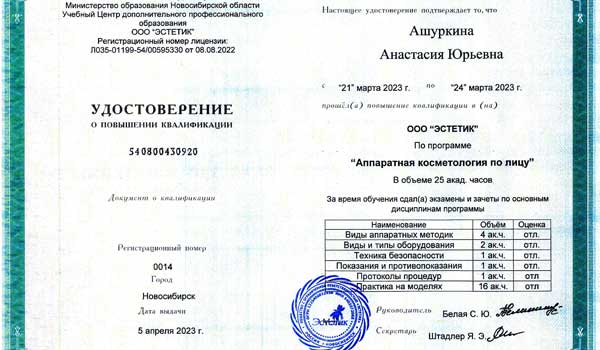 Министерство образования Новосибирской области
Учебный Центр дополнительного профессионального
образования
ООО "ЭСТЕТИК"
Регистрационный номер лицензии:
Л035-01199-54/00595330 от 08.08.2022
УДОСТОВЕРЕНИЕ
О ПОВЫШЕНИИ КВАЛИФИКАЦИИ
540800430920
Документ о квалификации
Регистрационный номер
0014
Город
Новосибирск
Дата выдачи
5 апреля 2023 г.
Настоящее удостоверение подтверждает то, что
Ашуркина
Анастасия Юрьевна
с "21" марта 2023 г. по "24" марта 2023 г.
прошёл(а) повышение квалификации в (на)
ООО "ЭСТЕТИК"
По программе
"Аппаратная косметология по лицу"
В объеме 25 акад. часов
За время обучения сдал(а) экзамены и зачеты по основным
дисциплинам программы
Наименование Объём Оценка
Виды аппаратных методик 4 ак.ч. отл.
Виды и типы оборудования 2 ак.ч. отл.
Техника безопасности 1 ак.ч. отл.
Показания и противопоказания 1 ак.ч. отл.
Протоколы процедур 1 ак.ч. отл.
Практика на моделях 16 ак.ч. отл.
Руководитель Белая С. Ю.
Секретарь Штадлер Я. Э.
Эстетик